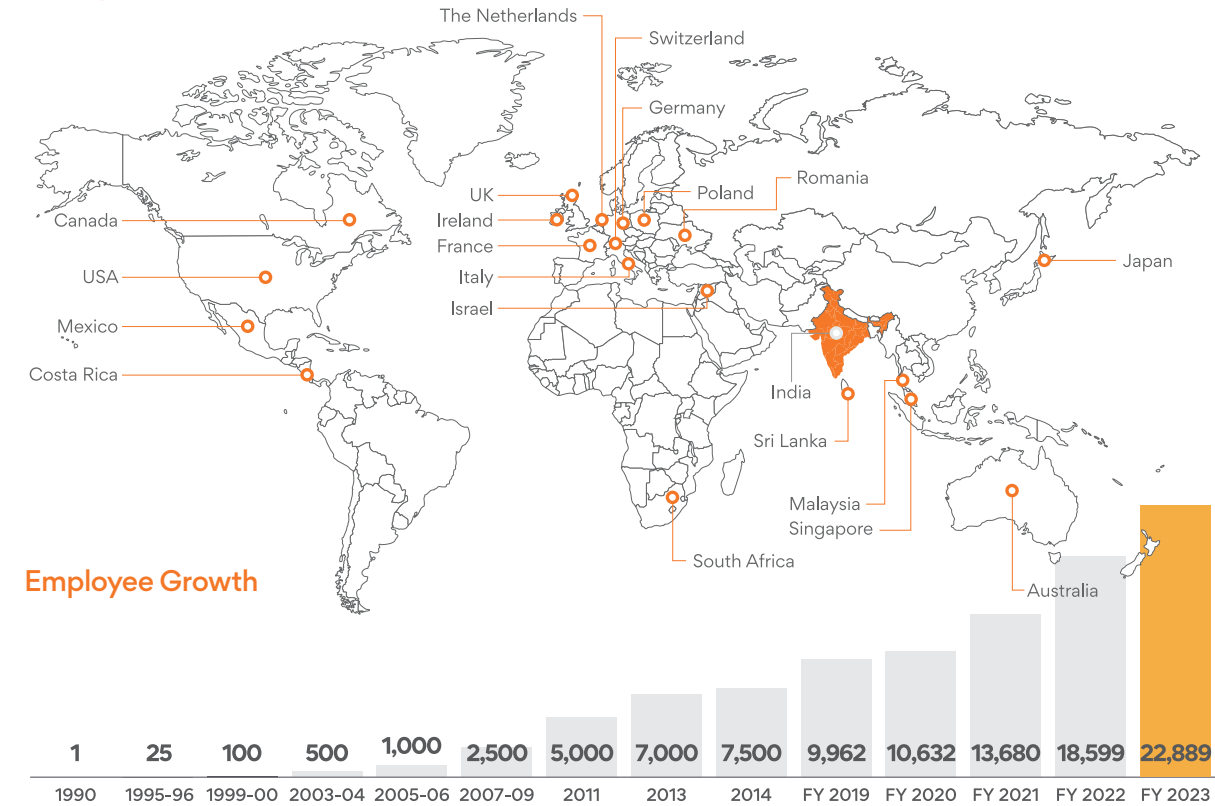 The Netherlands
Switzerland
Germany
UK
Poland
Romania
Canada
Ireland
France
Japan
USA
Italy
Israel
Mexico
Costa Rica
India
Sri Lanka
Malaysia
Singapore
South Africa
Australia
Employee Growth
1 25 100 500 1,000 2,500 5,000 7,000 7,500 9,962 10,632 13,680 18,599 22,889
1990 1995-96 1999-00 2003-04 2005-06 2007-09 2011 2013 2014 FY 2019 FY 2020 FY 2021 FY 2022 FY 2023